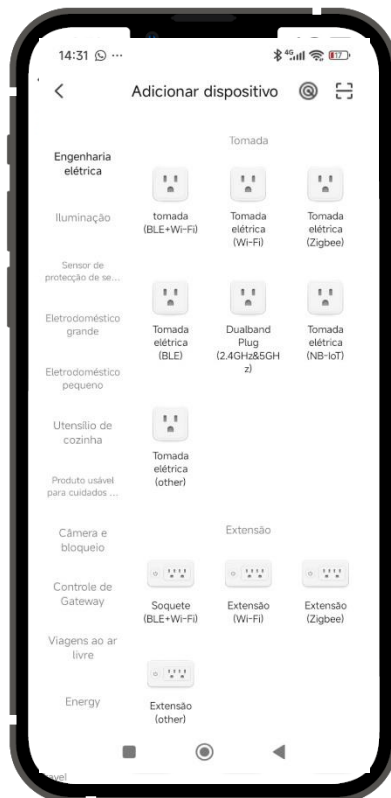 14:31
4G
17
Adicionar dispositivo
Engenharia
elétrica
Iluminação
Sensor de
protecção de se...
Eletrodoméstico
grande
Eletrodoméstico
pequeno
Utensílio de
cozinha
Produto usável
para cuidados ...
Câmera e
bloqueio
Controle de
Gateway
Viagens ao ar
livre
Energy
Tomada
tomada
(BLE+Wi-Fi)
Tomada
elétrica
(Wi-Fi)
Tomada
elétrica
(Zigbee)
Tomada
elétrica
(BLE)
Dualband
Plug
(2.4GHz&5GH
z)
Tomada
elétrica
(NB-IoT)
Tomada
elétrica
(other)
Extensão
Soquete
(BLE+Wi-Fi)
Extensão
(Wi-Fi)
Extensão
(Zigbee)
Extensão
(other)